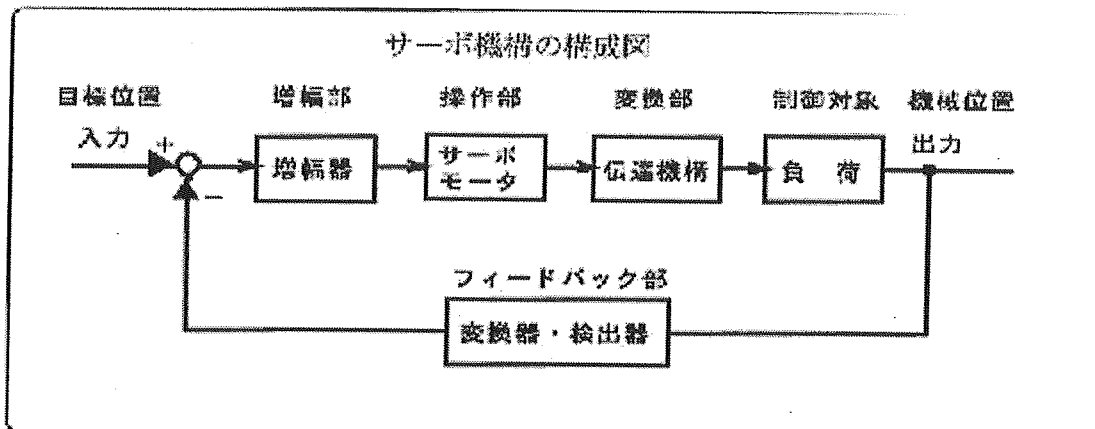 サーボ機構の構成図
目標位置 増幅部 操作部 変換部 制御対象 機械位置
入力 + 出力
増幅器 サーボ モータ 伝達機構 負 荷
−
フィードバック部
変換器・検出器